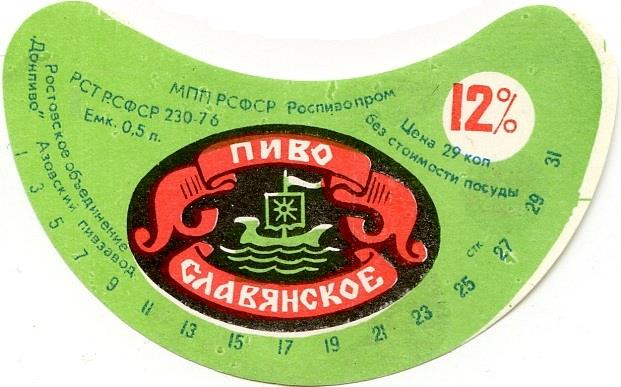 Ростовское объединение
„Донпиво" Азовский пивзавод
РСТ РСФСР 230-76
Емк. 0,5 л.
МПП РСФСР Роспивопром
Цена 29 коп
без стоимости посуды
12%
ПИВО
СЛАВЯНСКОЕ
1 3 5 7 9 11 13 15 17 19 21 23 25 стк 27 29 31